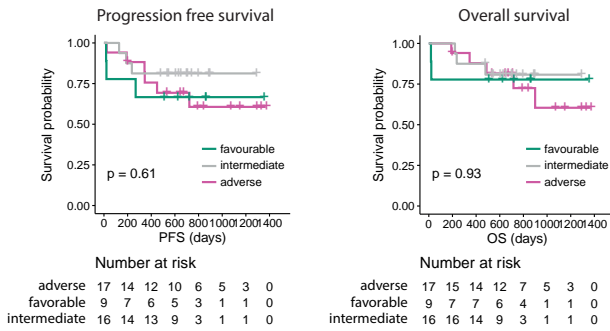 Progression free survival
Overall survival
Survival probability
1.00
0.75
0.50
0.25
0.00
p = 0.61
favourable
intermediate
adverse
0 200 400 600 800 1000 1200 1400
PFS (days)
Survival probability
1.00
0.75
0.50
0.25
0.00
p = 0.93
favourable
intermediate
adverse
0 200 400 600 800 1000 1200 1400
OS (days)
Number at risk
adverse 17 14 12 10 6 5 3 0
favorable 9 7 6 5 3 1 1 0
intermediate 16 14 13 9 3 1 1 0
Number at risk
adverse 17 15 14 12 7 5 3 0
favorable 9 7 7 6 4 1 1 0
intermediate 16 16 14 9 3 1 1 0